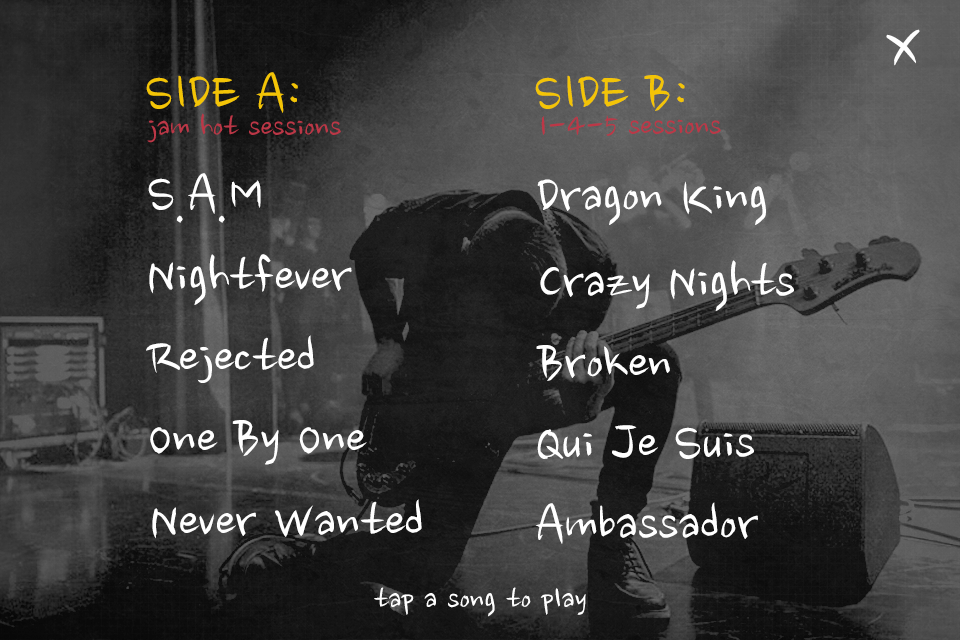 SIDE A:
jam hot sessions
S.A.M
Nightfever
Rejected
One By One
Never Wanted
SIDE B:
1-4-5 sessions
Dragon King
Crazy Nights
Broken
Qui Je Suis
Ambassador
tap a song to play